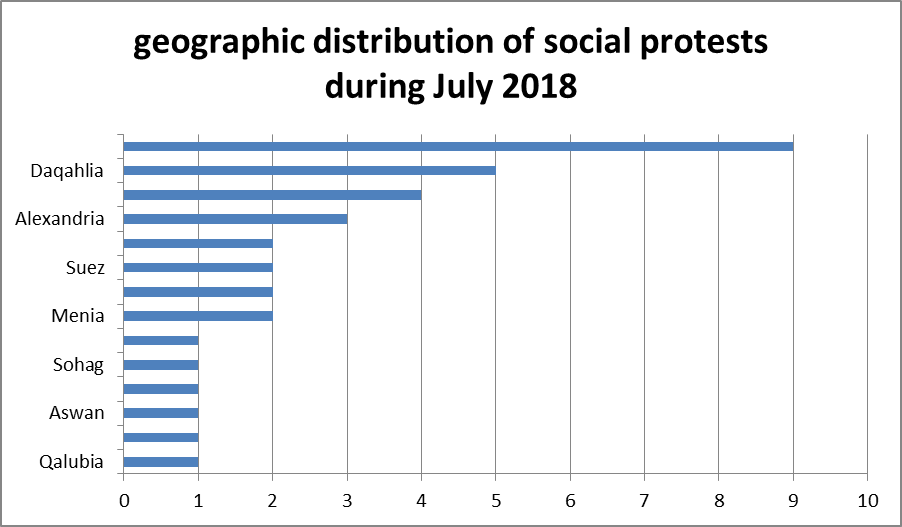 geographic distribution of social protests
during July 2018
Daqahlia
Alexandria
Suez
Menia
Sohag
Aswan
Qalubia
0 1 2 3 4 5 6 7 8 9 10